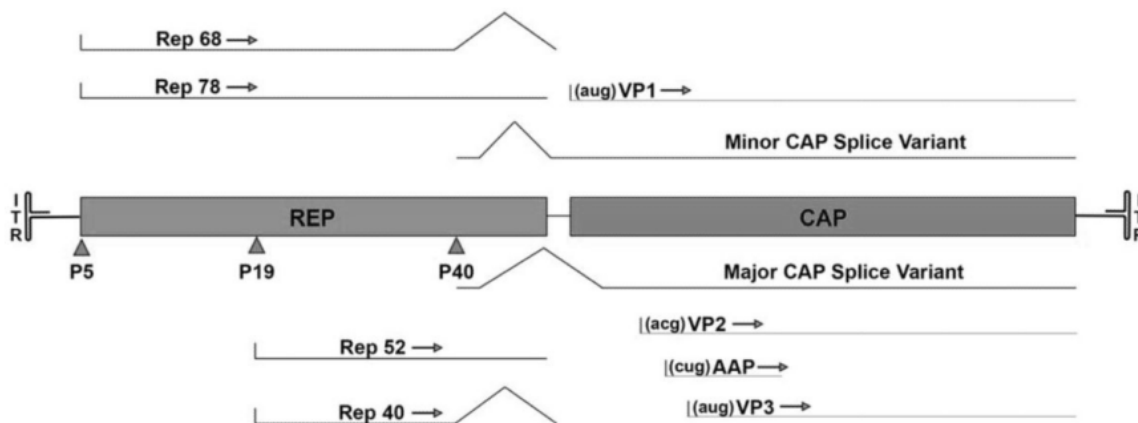 Rep 68
Rep 78
(aug)VP1
Minor CAP Splice Variant
ITR
REP
CAP
ITR
P5
P19
P40
Major CAP Splice Variant
(acg)VP2
Rep 52
(cug)AAP
Rep 40
(aug)VP3